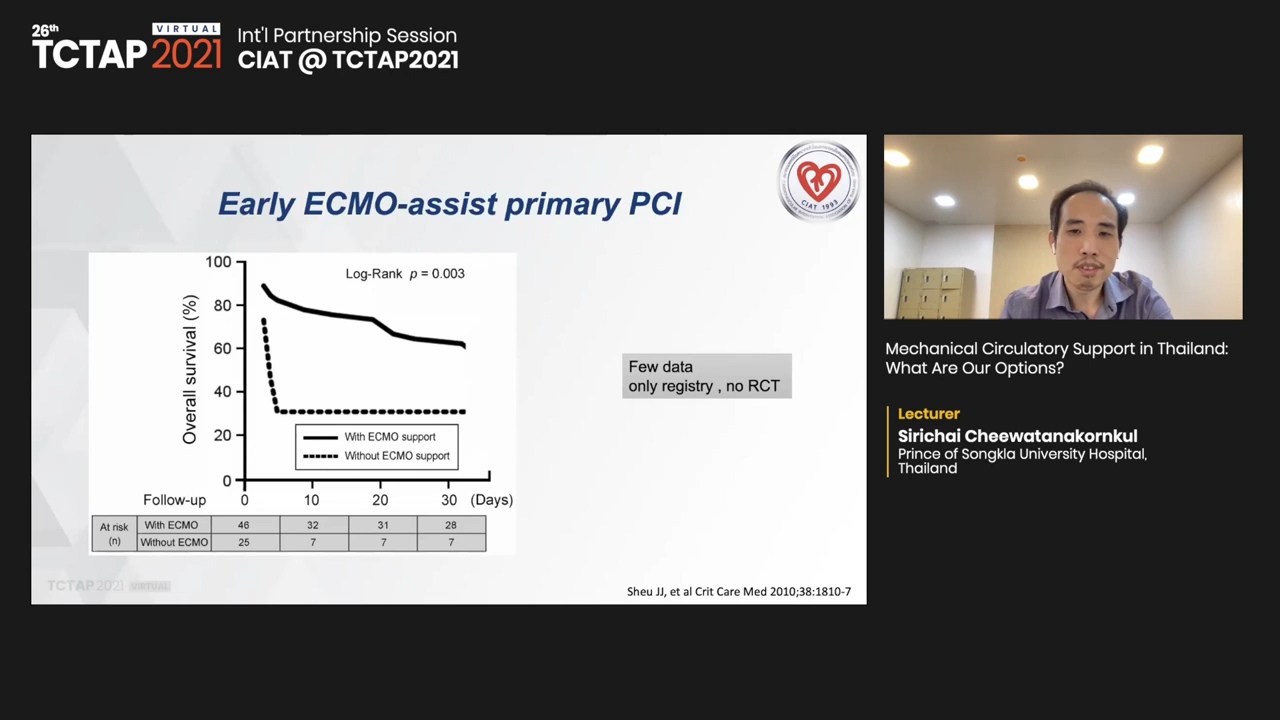 26th
TCTAP
VIRTUAL
2021
Int'l Partnership Session
CIAT @ TCTAP2021
Early ECMO-assist primary PCI
CIAT 1993
Log-Rank p = 0.003
Overall survival (%)
100
80
60
40
20
0
With ECMO support
Without ECMO support
Follow-up 0 10 20 30 (Days)
At risk (n)
With ECMO 46 32 31 28
Without ECMO 25 7 7 7
Few data
only registry , no RCT
TCTAP 2021 VIRTUAL
Sheu JJ, et al Crit Care Med 2010;38:1810-7
Mechanical Circulatory Support in Thailand:
What Are Our Options?
Lecturer
Sirichai Cheewatanakornkul
Prince of Songkla University Hospital,
Thailand